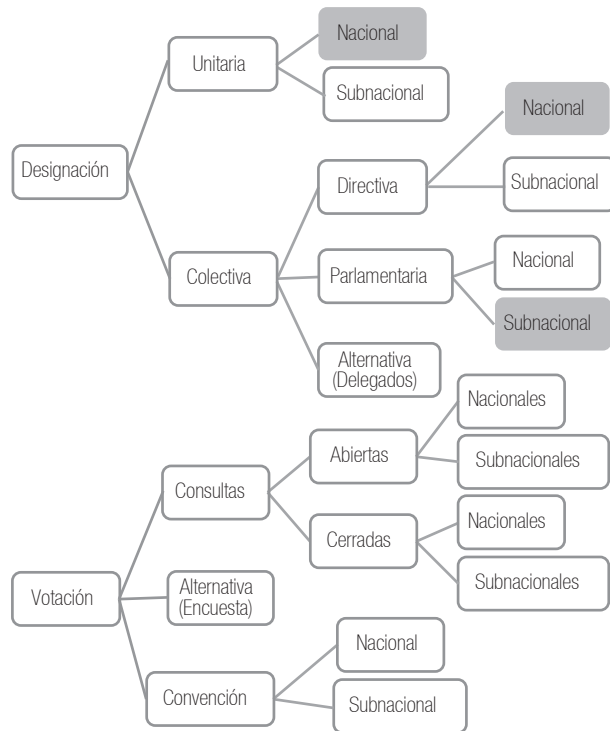 Nacional
Unitaria
Subnacional
Nacional
Designación
Directiva
Subnacional
Colectiva
Parlamentaria
Nacional
Subnacional
Alternativa
(Delegados)
Nacionales
Abiertas
Subnacionales
Consultas
Nacionales
Cerradas
Subnacionales
Votación
Alternativa
(Encuesta)
Nacional
Convención
Subnacional